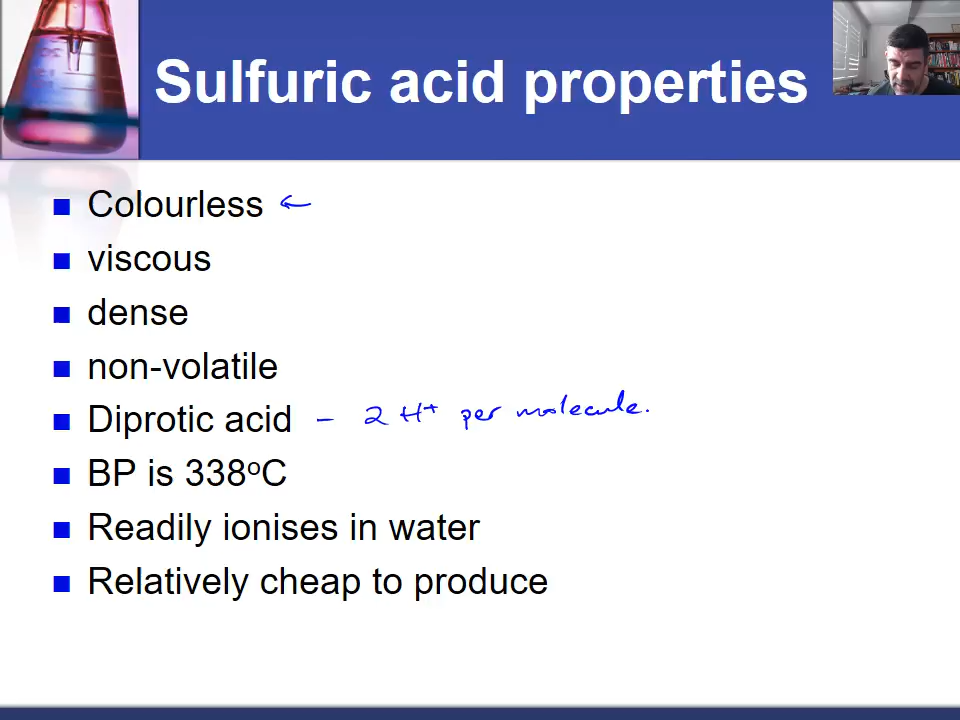 Sulfuric acid properties
Colourless ←
viscous
dense
non-volatile
Diprotic acid – 2 H⁺ per molecule.
BP is 338ᵒC
Readily ionises in water
Relatively cheap to produce